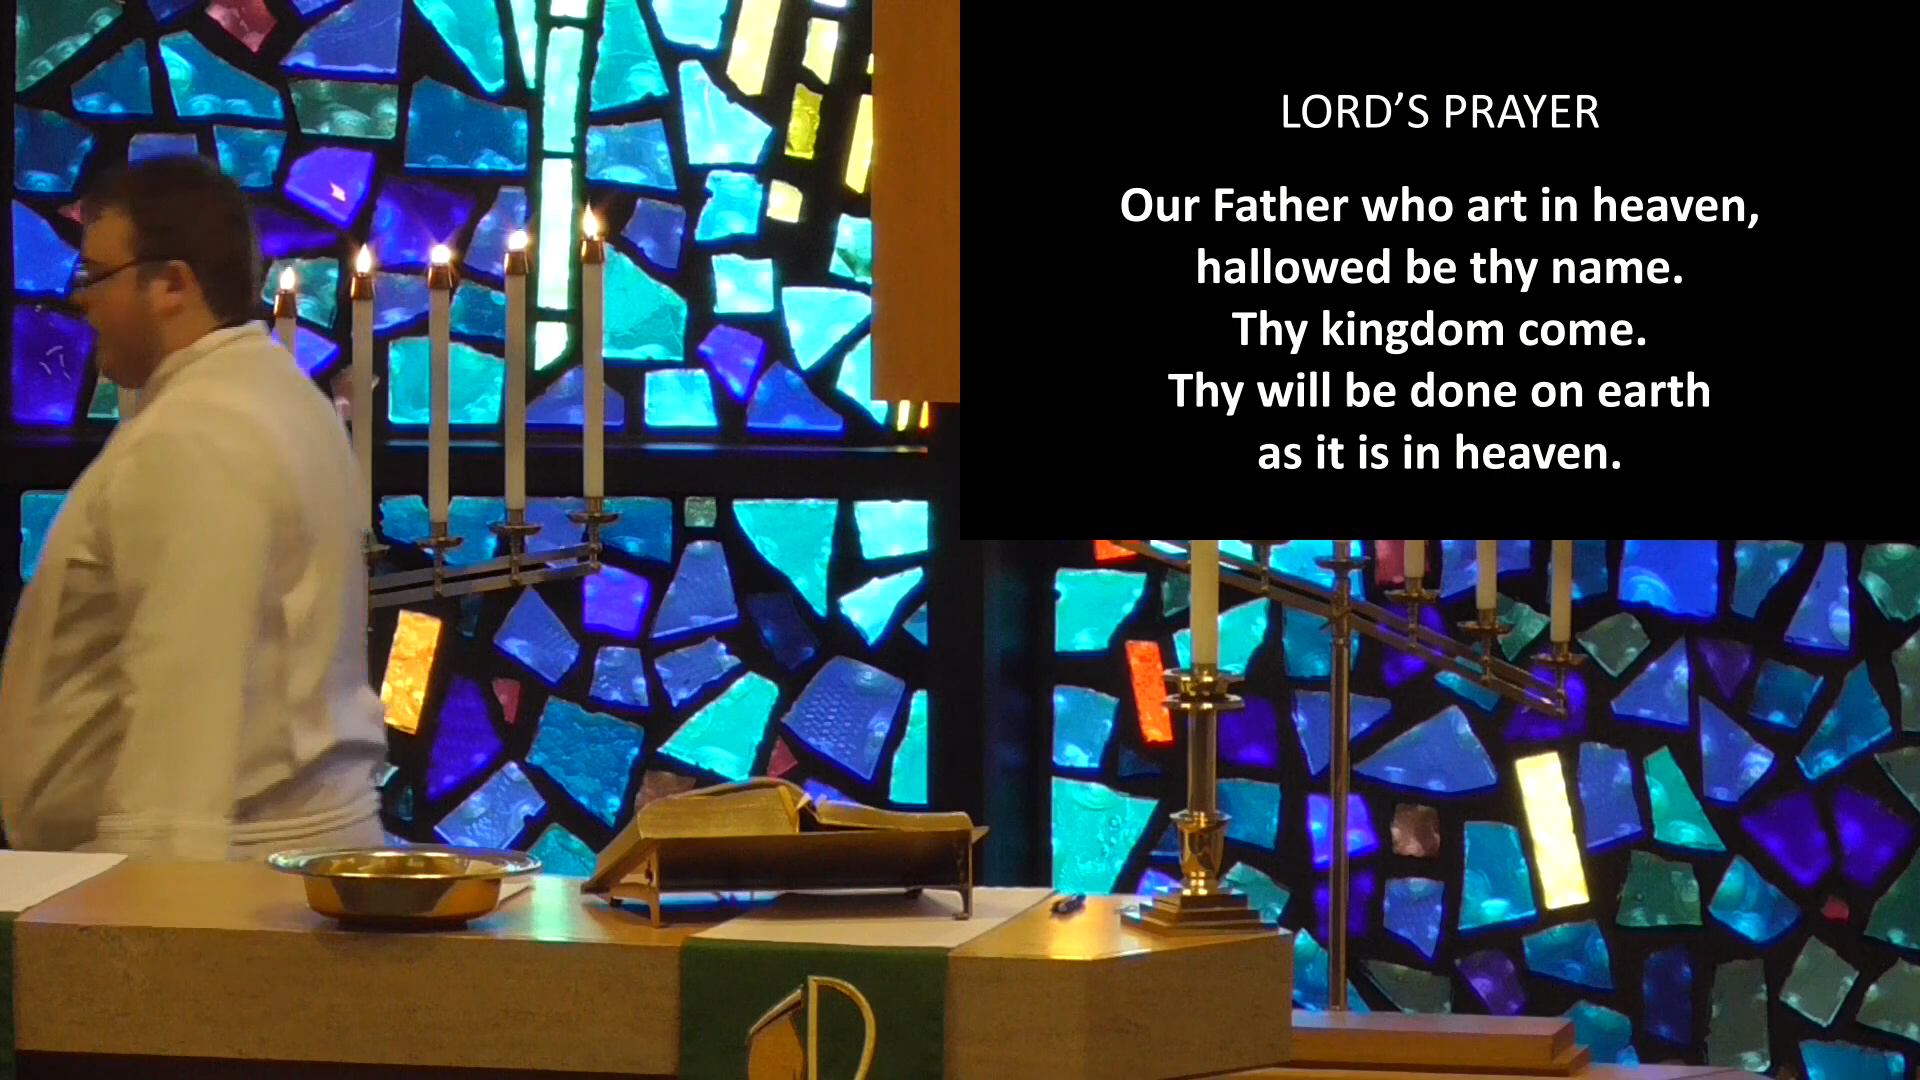 LORD’S PRAYER
Our Father who art in heaven,
hallowed be thy name.
Thy kingdom come.
Thy will be done on earth
as it is in heaven.